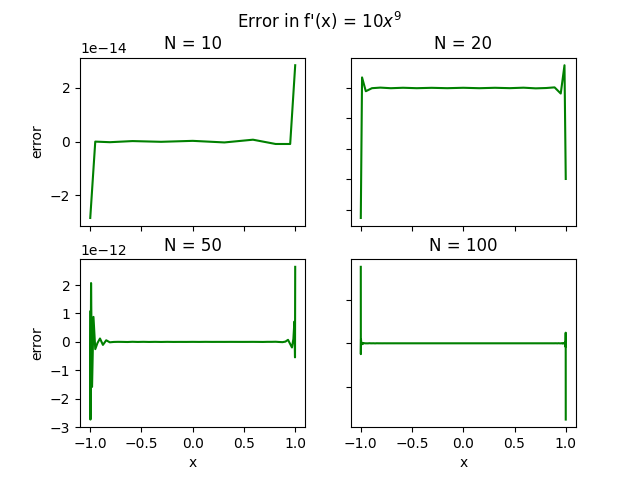 Error in f'(x) = 10x⁹
1e−14
N = 10
N = 20
2
0
−2
error
1e−12
N = 50
N = 100
2
1
0
−1
−2
−3
error
−1.0 −0.5 0.0 0.5 1.0
−1.0 −0.5 0.0 0.5 1.0
x
x